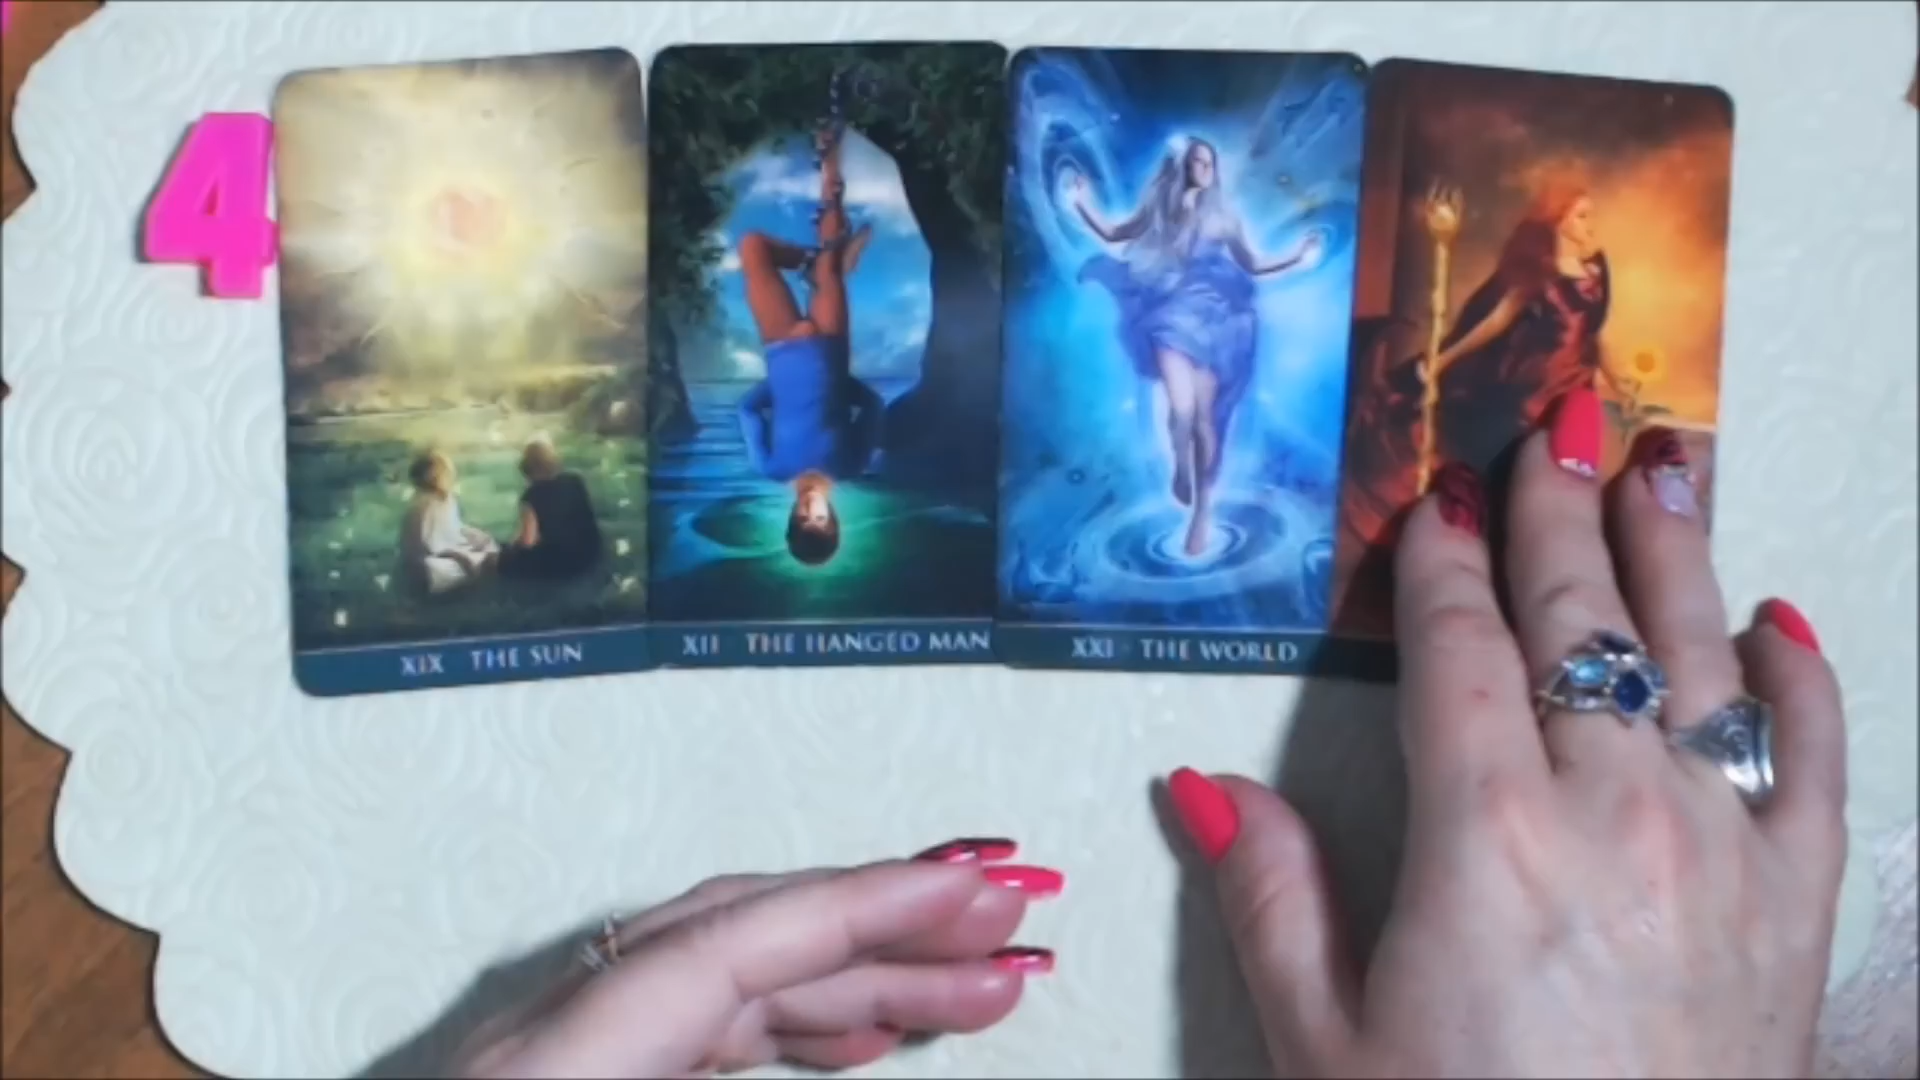 4
XIX THE SUN
XII THE HANGED MAN
XXI · THE WORLD